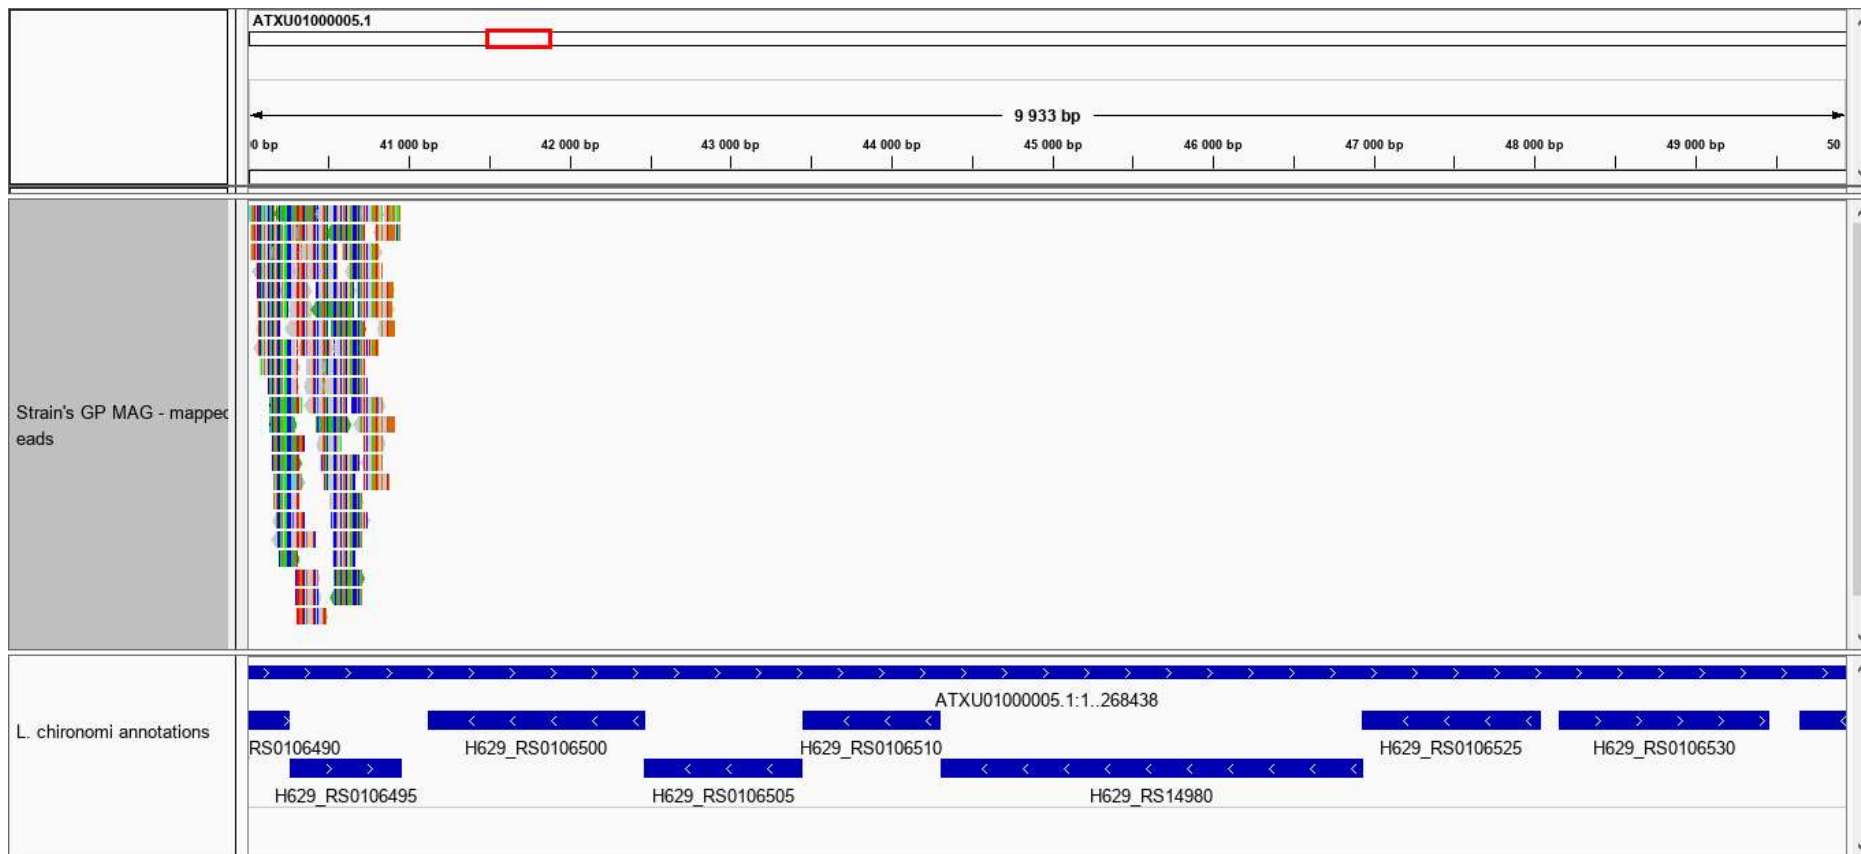 ATXU01000005.1
9 933 bp
0 bp 41 000 bp 42 000 bp 43 000 bp 44 000 bp 45 000 bp 46 000 bp 47 000 bp 48 000 bp 49 000 bp 50
Strain's GP MAG - mapped
eads
ATXU01000005.1:1..268438
L. chironomi annotations
RS0106490 H629_RS0106500 H629_RS0106510 H629_RS0106525 H629_RS0106530
H629_RS0106495 H629_RS0106505 H629_RS14980